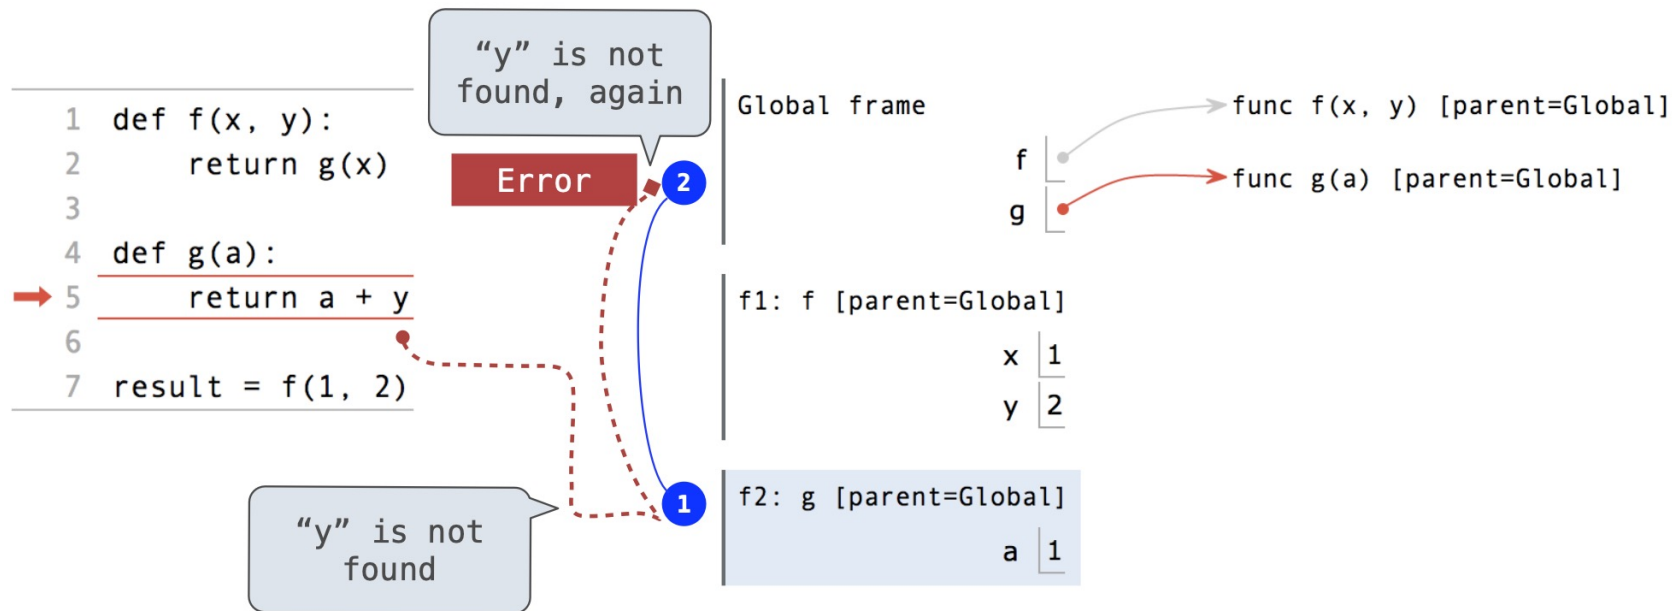 “y” is not
found, again
Error
1 def f(x, y):
2     return g(x)
3
4 def g(a):
5     return a + y
6
7 result = f(1, 2)
“y” is not
found
2
1
Global frame
f
g
func f(x, y) [parent=Global]
func g(a) [parent=Global]
f1: f [parent=Global]
x 1
y 2
f2: g [parent=Global]
a 1